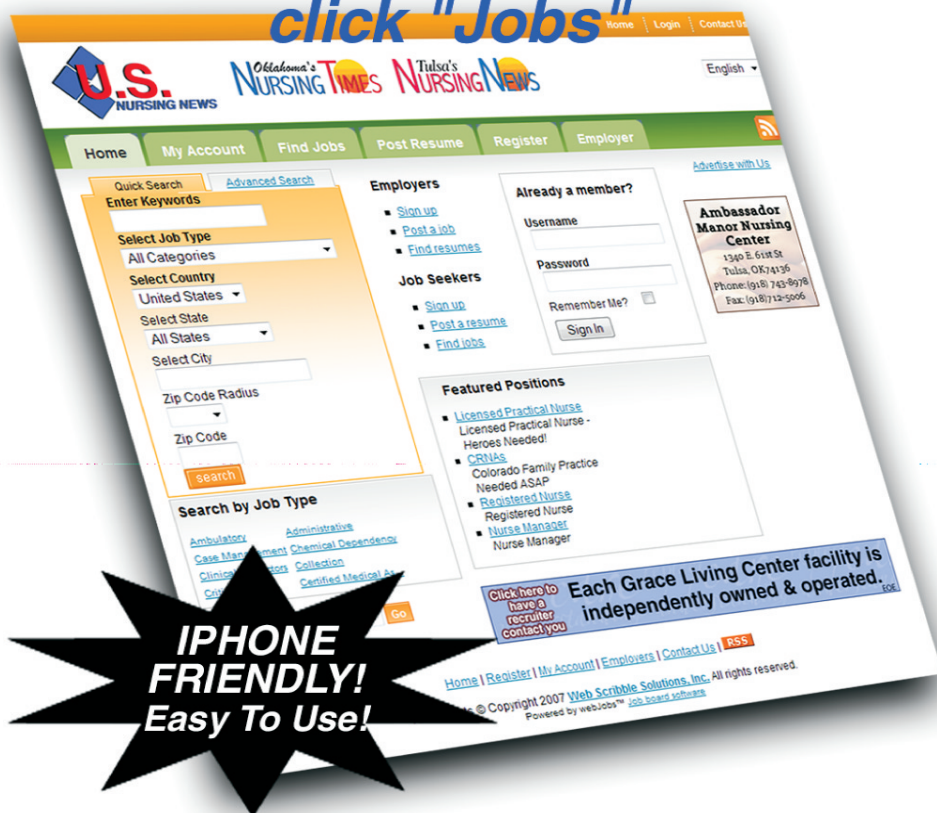 click "Jobs"
Home | Login | Contact Us
U.S.
NURSING NEWS
Oklahoma's
NURSING TIMES
Tulsa's
NURSING NEWS
English
Home
My Account
Find Jobs
Post Resume
Register
Employer
Advertise with Us
Quick Search
Advanced Search
Enter Keywords
Select Job Type
All Categories
Select Country
United States
Select State
All States
Select City
Zip Code Radius
Zip Code
search
Employers
Sign up
Post a job
Find resumes
Job Seekers
Sign up
Post a resume
Find jobs
Already a member?
Username
Password
Remember Me?
Sign In
Ambassador
Manor Nursing
Center
1340 E. 61st St
Tulsa, OK74136
Phone: (918) 743-8978
Fax: (918)712-5006
Featured Positions
Licensed Practical Nurse
Licensed Practical Nurse -
Heroes Needed!
CRNAs
Colorado Family Practice
Needed ASAP
Registered Nurse
Registered Nurse
Nurse Manager
Nurse Manager
Search by Job Type
Ambulatory
Administrative
Case Management
Chemical Dependency
Collection
Certified Medical As
Go
Click here to
have a
recruiter
contact you
Each Grace Living Center facility is
independently owned & operated.
EOE
IPHONE
FRIENDLY!
Easy To Use!
Home | Register | My Account | Employers | Contact Us | RSS
© Copyright 2007 Web Scribble Solutions, Inc. All rights reserved.
Powered by webJobs™ Job board software